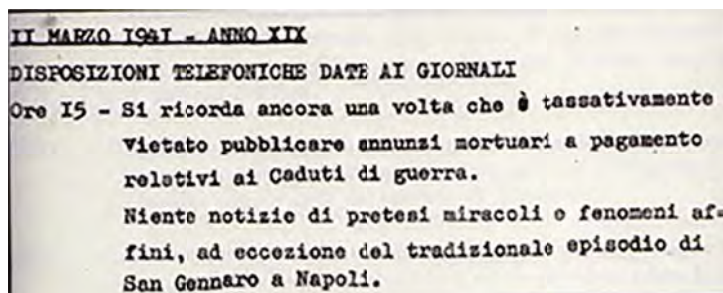 II MARZO I94I - ANNO XIX
DISPOSIZIONI TELEFONICHE DATE AI GIORNALI
Ore I5 - Si ricorda ancora una volta che è tassativamente
Vietato pubblicare annunzi mortuari a pagamento
relativi ai Caduti di guerra.
Niente notizie di pretesi miracoli o fenomeni af=
fini, ad eccezione del tradizionale episodio di
San Gennaro a Napoli.